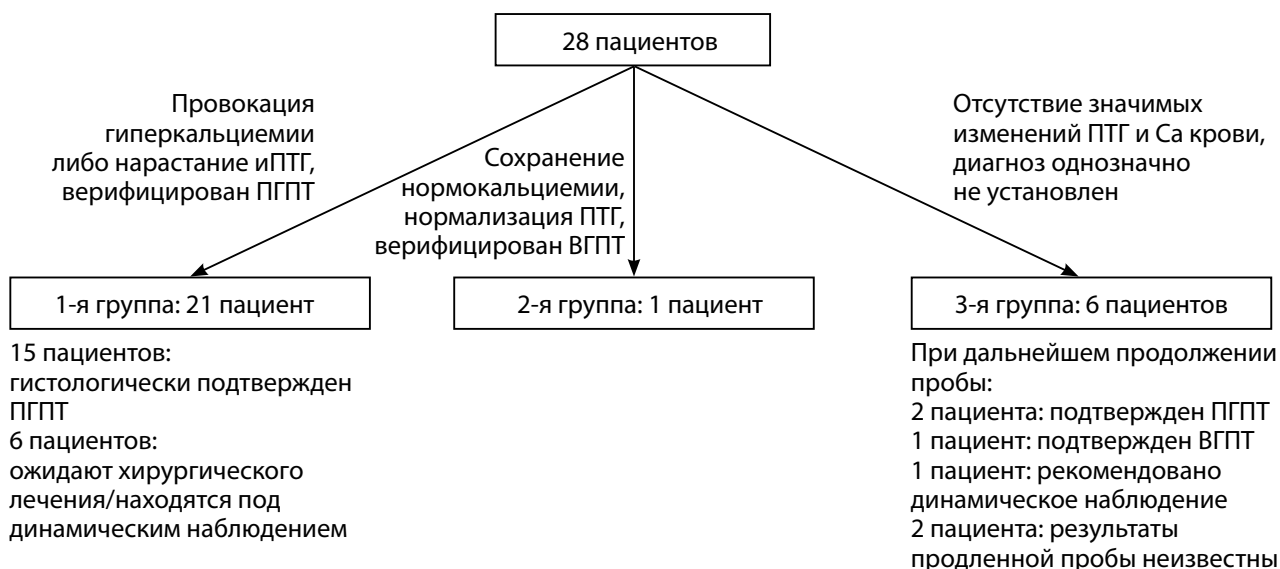 28 пациентов
Провокация
гиперкальциемии
либо нарастание иПТГ,
верифицирован ПГПТ
Сохранение
нормокальциемии,
нормализация ПТГ,
верифицирован ВГПТ
Отсутствие значимых
изменений ПТГ и Ca крови,
диагноз однозначно
не установлен
1-я группа: 21 пациент
2-я группа: 1 пациент
3-я группа: 6 пациентов
15 пациентов:
гистологически подтвержден
ПГПТ
6 пациентов:
ожидают хирургического
лечения/находятся под
динамическим наблюдением
При дальнейшем продолжении
пробы:
2 пациента: подтвержден ПГПТ
1 пациент: подтвержден ВГПТ
1 пациент: рекомендовано
динамическое наблюдение
2 пациента: результаты
продленной пробы неизвестны